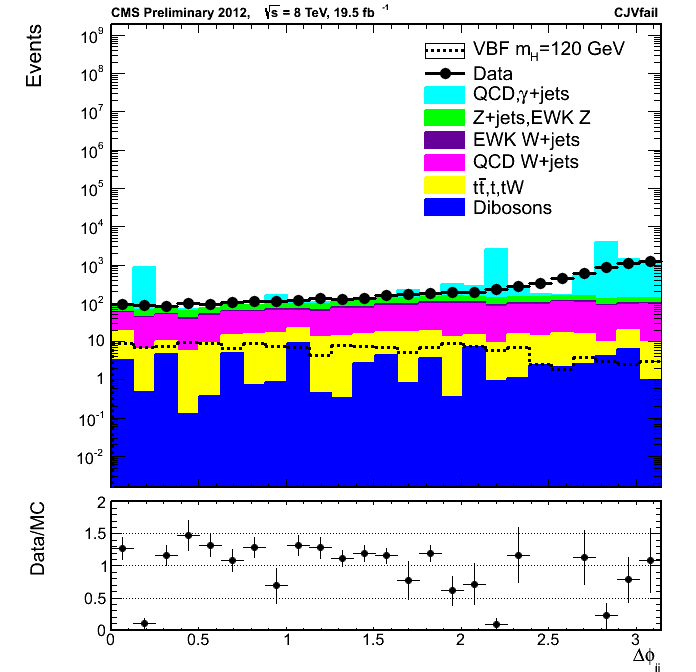 CMS Preliminary 2012, √s = 8 TeV, 19.5 fb⁻¹ CJVfail
Events
10⁹
10⁸
10⁷
10⁶
10⁵
10⁴
10³
10²
10
1
10⁻¹
10⁻²
VBF m_H=120 GeV
Data
QCD,γ+jets
Z+jets,EWK Z
EWK W+jets
QCD W+jets
tt̄,t,tW
Dibosons
Data/MC
2
1.5
1
0.5
0
0 0.5 1 1.5 2 2.5 3
Δϕ_jj